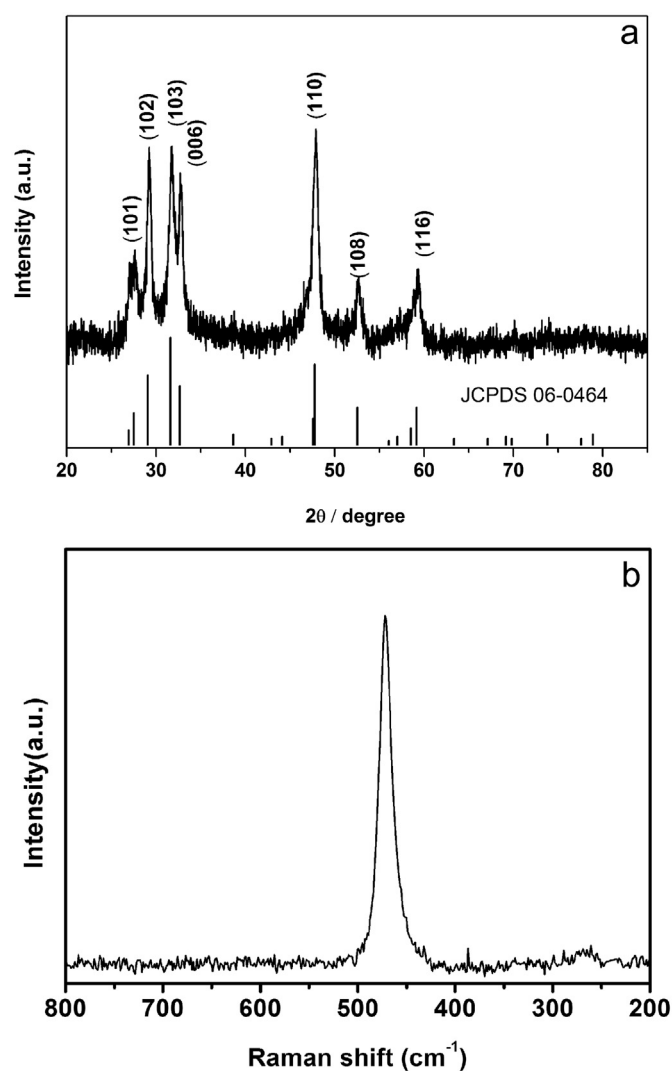 a
Intensity (a.u.)
(101)
(102)
(103)
(006)
(110)
(108)
(116)
JCPDS 06-0464
20 30 40 50 60 70 80
2θ / degree
b
Intensity(a.u.)
800 700 600 500 400 300 200
Raman shift (cm⁻¹)